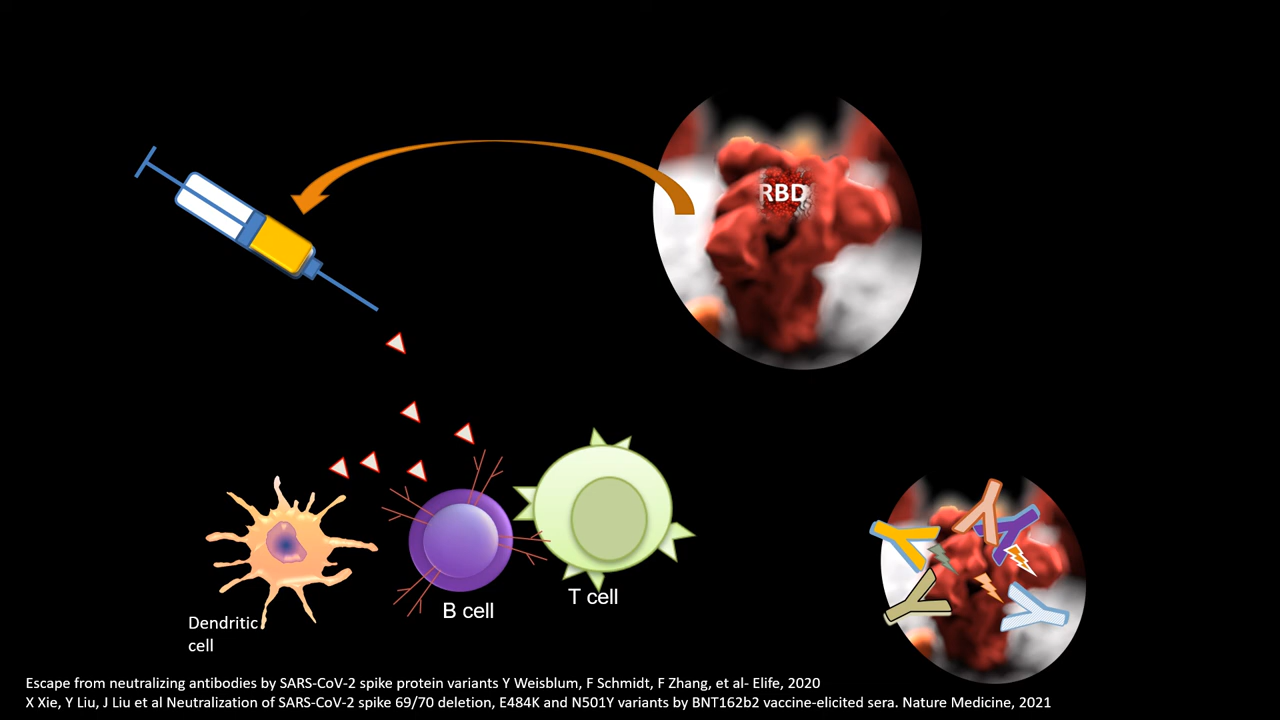 RBD
T cell
B cell
Dendritic
cell
Escape from neutralizing antibodies by SARS-CoV-2 spike protein variants Y Weisblum, F Schmidt, F Zhang, et al- Elife, 2020
X Xie, Y Liu, J Liu et al Neutralization of SARS-CoV-2 spike 69/70 deletion, E484K and N501Y variants by BNT162b2 vaccine-elicited sera. Nature Medicine, 2021